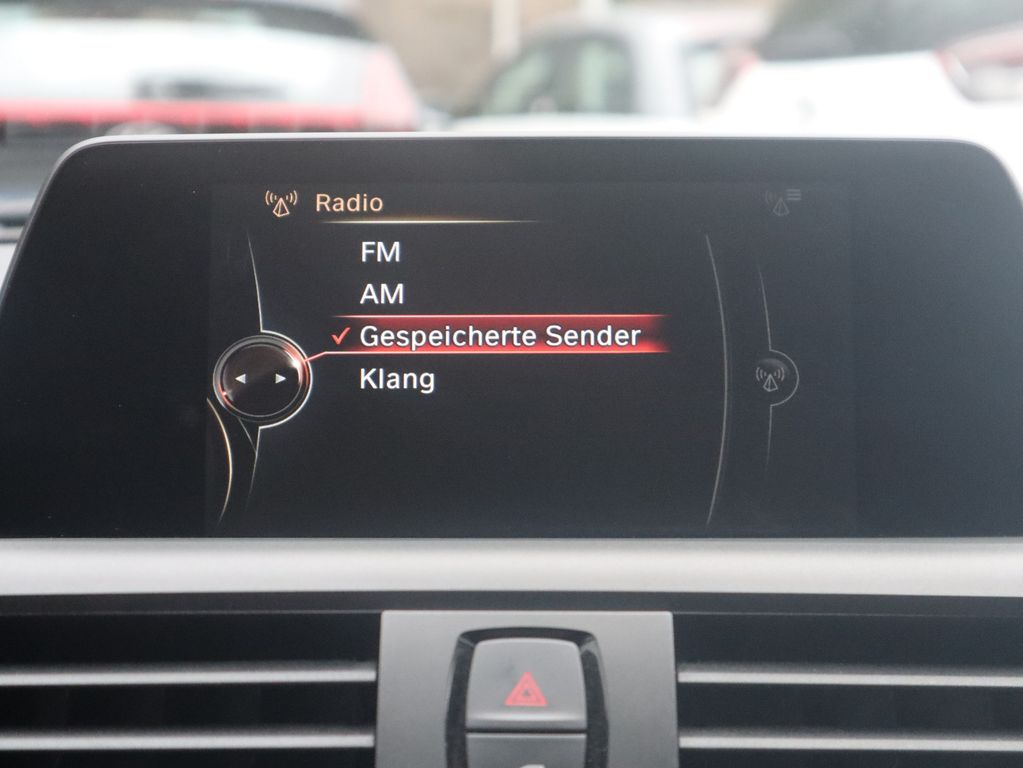 Radio
FM
AM
Gespeicherte Sender
Klang